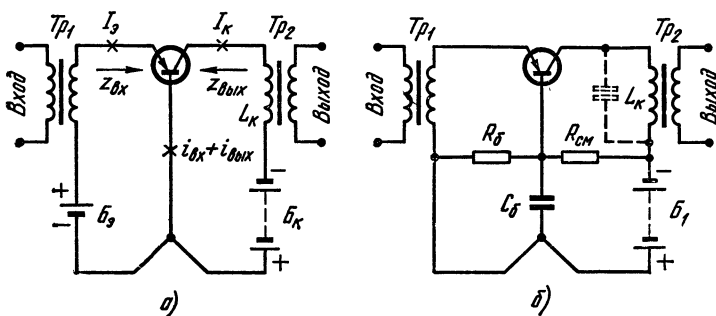 Тр₁
Iэ
Iк
Тр₂
Вход
zвх
zвых
Lк
Выход
iвх+iвых
+
−
Бэ
−
Бк
+
а)
Тр₁
Тр₂
Вход
Lк
Выход
Rб
Rсм
Cб
−
Б₁
+
б)